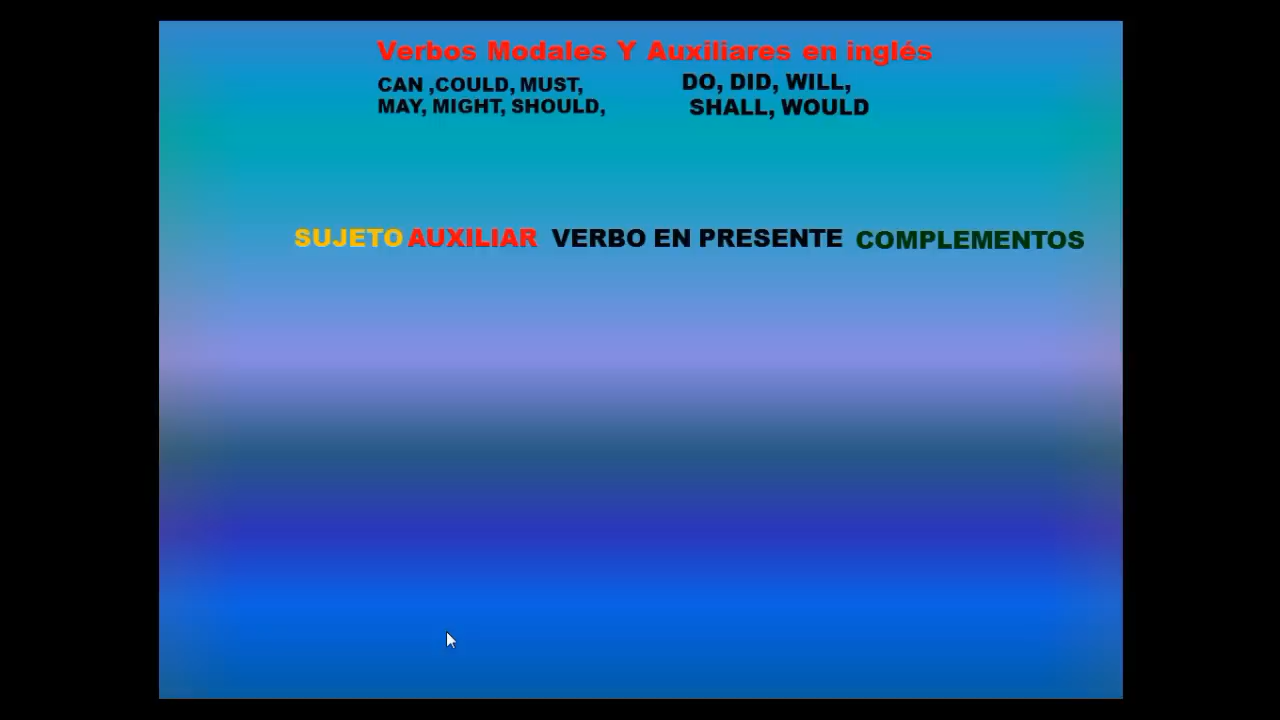 Verbos Modales Y Auxiliares en inglés
CAN ,COULD, MUST,
MAY, MIGHT, SHOULD,
DO, DID, WILL,
SHALL, WOULD
SUJETO AUXILIAR VERBO EN PRESENTE COMPLEMENTOS